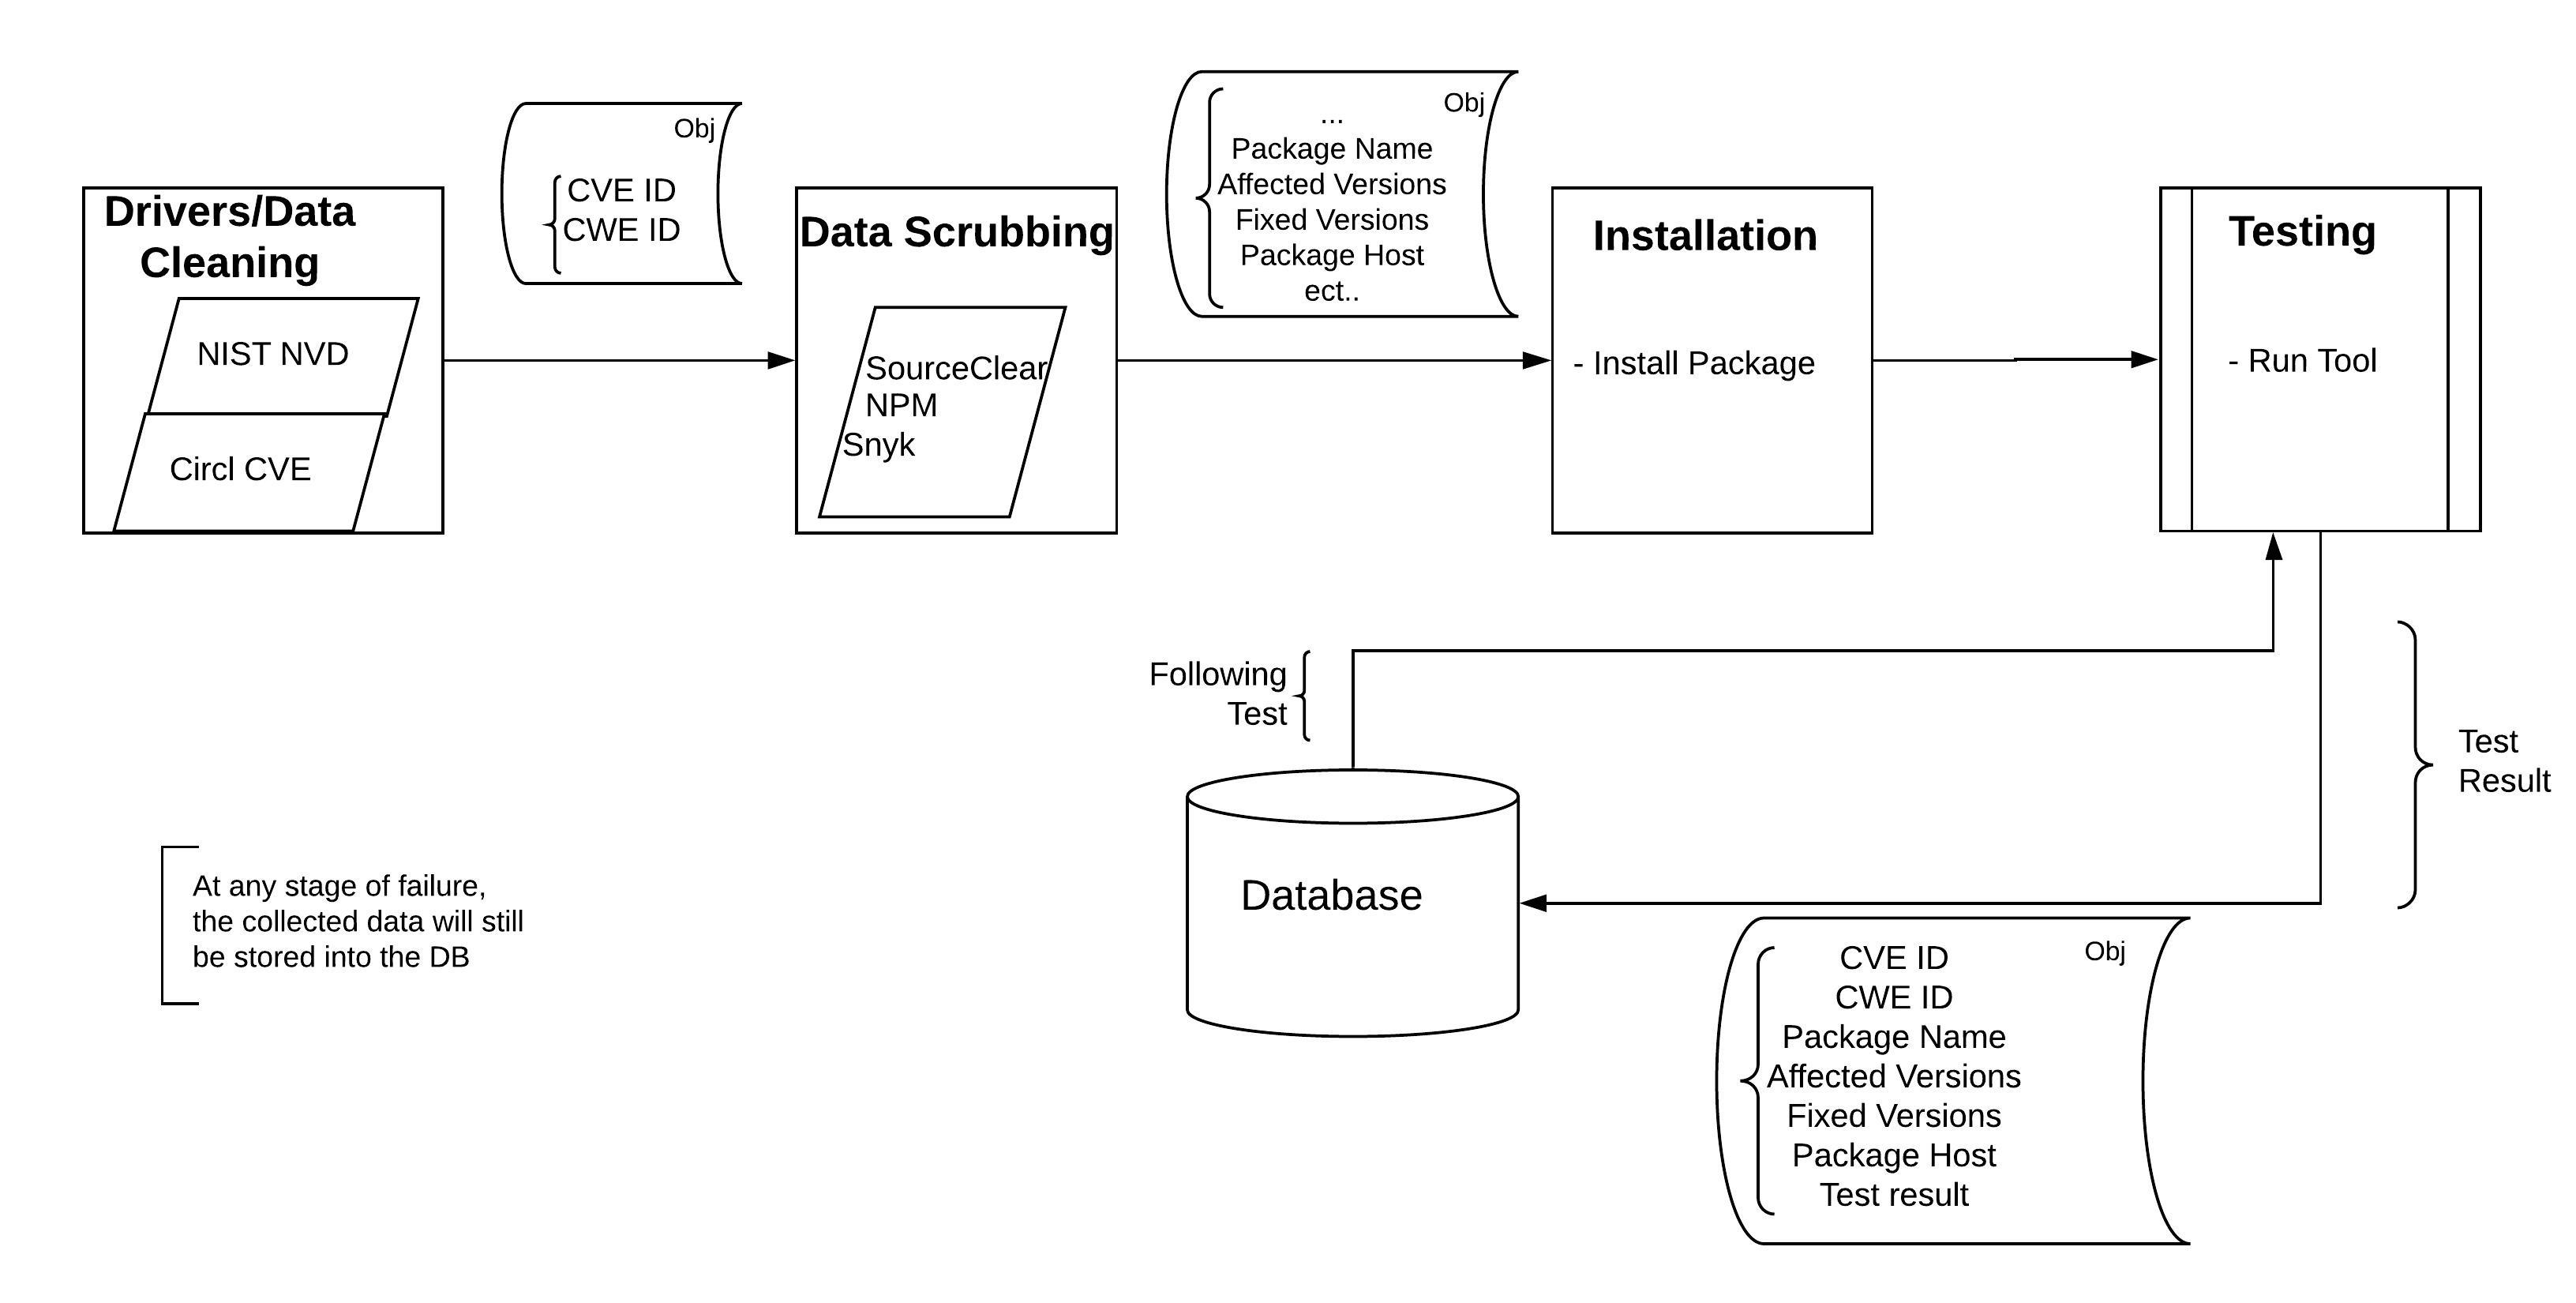 Drivers/Data
Cleaning
NIST NVD
Circl CVE
Obj
CVE ID
CWE ID
Data Scrubbing
SourceClear
NPM
Snyk
Obj
...
Package Name
Affected Versions
Fixed Versions
Package Host
ect..
Installation
- Install Package
Testing
- Run Tool
Following
Test
Test
Result
Database
At any stage of failure,
the collected data will still
be stored into the DB
Obj
CVE ID
CWE ID
Package Name
Affected Versions
Fixed Versions
Package Host
Test result